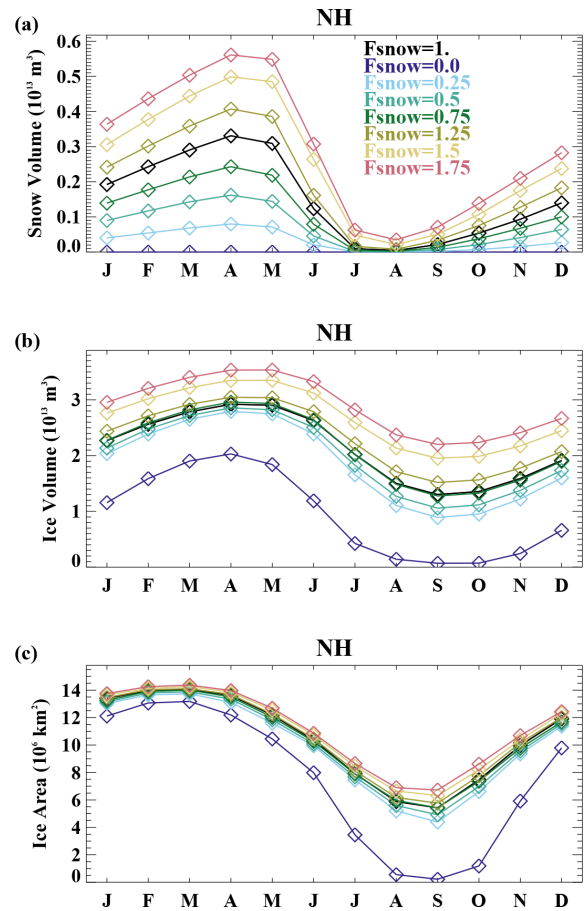 (a)
NH
Snow Volume (10¹³ m³)
0.6
0.5
0.4
0.3
0.2
0.1
0.0
Fsnow=1.
Fsnow=0.0
Fsnow=0.25
Fsnow=0.5
Fsnow=0.75
Fsnow=1.25
Fsnow=1.5
Fsnow=1.75
J F M A M J J A S O N D
(b)
NH
Ice Volume (10¹³ m³)
3
2
1
0
J F M A M J J A S O N D
(c)
NH
Ice Area (10⁶ km²)
14
12
10
8
6
4
2
0
J F M A M J J A S O N D